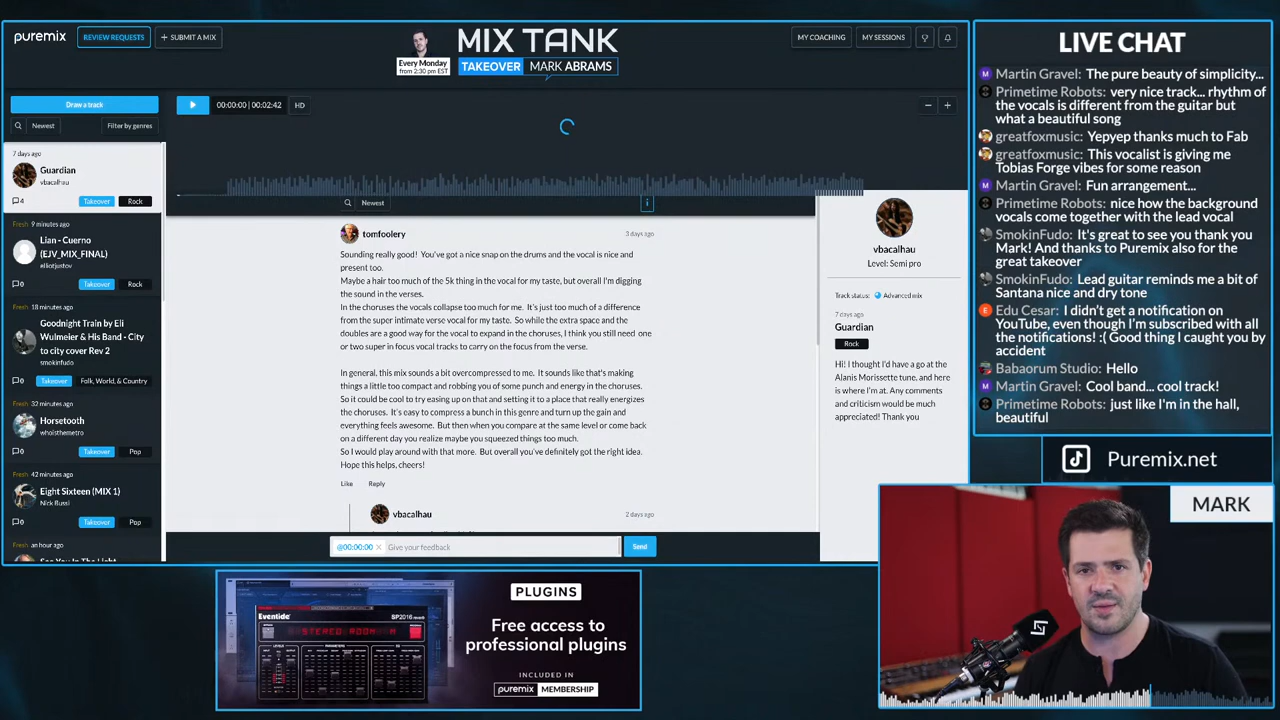 puremix
REVIEW REQUESTS
+ SUBMIT A MIX
Every Monday
from 2:30 pm EST
MIX TANK
TAKEOVER MARK ABRAMS
MY COACHING
MY SESSIONS
Draw a track
Newest
Filter by genres
00:00:00 | 00:02:42
HD
7 days ago
Guardian
vbacalhau
4
Takeover
Rock
Fresh 9 minutes ago
Lian - Cuerno
(EJV_MIX_FINAL)
elliotjustov
0
Takeover
Rock
Fresh 18 minutes ago
Goodnight Train by Eli
Wulmeier & His Band - City
to city cover Rev 2
smokinfudo
0
Takeover
Folk, World, & Country
Fresh 32 minutes ago
Horsetooth
whoisthemetro
0
Takeover
Pop
Fresh 42 minutes ago
Eight Sixteen (MIX 1)
Nick Russi
0
Takeover
Pop
Fresh an hour ago
Newest
i
tomfoolery
3 days ago
Sounding really good! You've got a nice snap on the drums and the vocal is nice and
present too.
Maybe a hair too much of the 5k thing in the vocal for my taste, but overall I'm digging
the sound in the verses.
In the choruses the vocals collapse too much for me. It's just too much of a difference
from the super intimate verse vocal for my taste. So while the extra space and the
doubles are a good way for the vocal to expand in the choruses, I think you still need one
or two super in focus vocal tracks to carry on the focus from the verse.
In general, this mix sounds a bit overcompressed to me. It sounds like that's making
things a little too compact and robbing you of some punch and energy in the choruses.
So it could be cool to try easing up on that and setting it to a place that really energizes
the choruses. It's easy to compress a bunch in this genre and turn up the gain and
everything feels awesome. But then when you compare at the same level or come back
on a different day you realize maybe you squeezed things too much.
So I would play around with that more. But overall you've definitely got the right idea.
Hope this helps, cheers!
Like
Reply
vbacalhau
2 days ago
@00:00:00 ×
Give your feedback
Send
vbacalhau
Level: Semi pro
Track status: Advanced mix
7 days ago
Guardian
Rock
Hi! I thought I'd have a go at the
Alanis Morissette tune, and here
is where I'm at. Any comments
and criticism would be much
appreciated! Thank you
LIVE CHAT
Martin Gravel: The pure beauty of simplicity...
Primetime Robots: very nice track... rhythm of
the vocals is different from the guitar but
what a beautiful song
greatfoxmusic: Yepyep thanks much to Fab
greatfoxmusic: This vocalist is giving me
Tobias Forge vibes for some reason
Martin Gravel: Fun arrangement...
Primetime Robots: nice how the background
vocals come together with the lead vocal
SmokinFudo: It's great to see you thank you
Mark! And thanks to Puremix also for the
great takeover
SmokinFudo: Lead guitar reminds me a bit of
Santana nice and dry tone
Edu Cesar: I didn't get a notification on
YouTube, even though I'm subscribed with all
the notifications! :( Good thing I caught you by
accident
Babaorum Studio: Hello
Martin Gravel: Cool band... cool track!
Primetime Robots: just like I'm in the hall,
beautiful
Puremix.net
MARK
Eventide
SP2016 reverb
STEREO ROOM
PLUGINS
Free access to
professional plugins
INCLUDED IN
puremix MEMBERSHIP